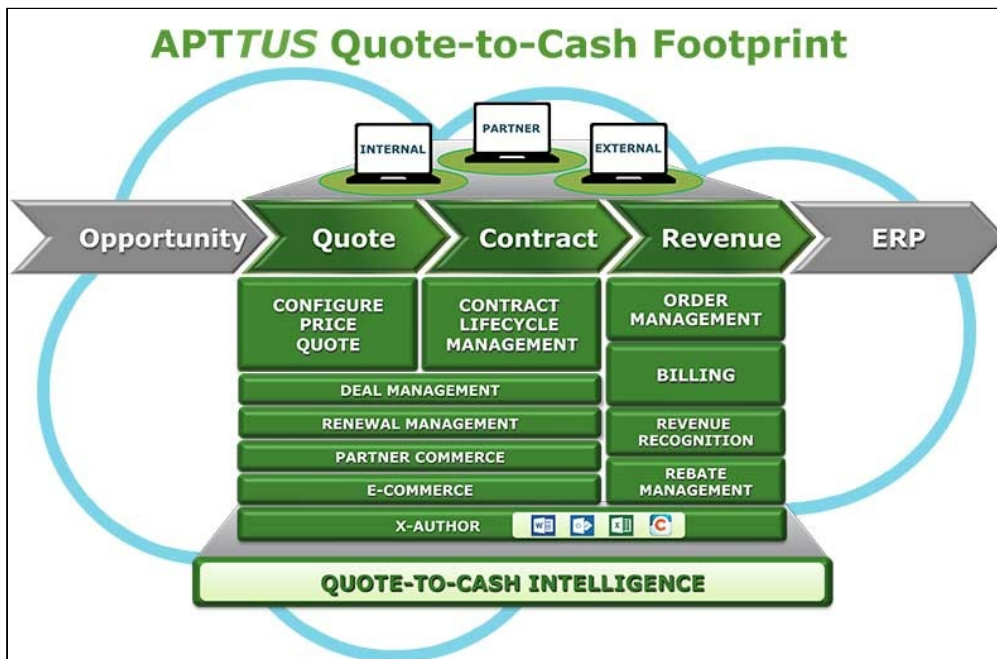 APTTUS Quote-to-Cash Footprint
PARTNER
INTERNAL
EXTERNAL
Opportunity
Quote
Contract
Revenue
ERP
CONFIGURE
PRICE
QUOTE
CONTRACT
LIFECYCLE
MANAGEMENT
ORDER
MANAGEMENT
BILLING
DEAL MANAGEMENT
RENEWAL MANAGEMENT
REVENUE
RECOGNITION
PARTNER COMMERCE
E-COMMERCE
REBATE
MANAGEMENT
X-AUTHOR
W
O
X
C
QUOTE-TO-CASH INTELLIGENCE